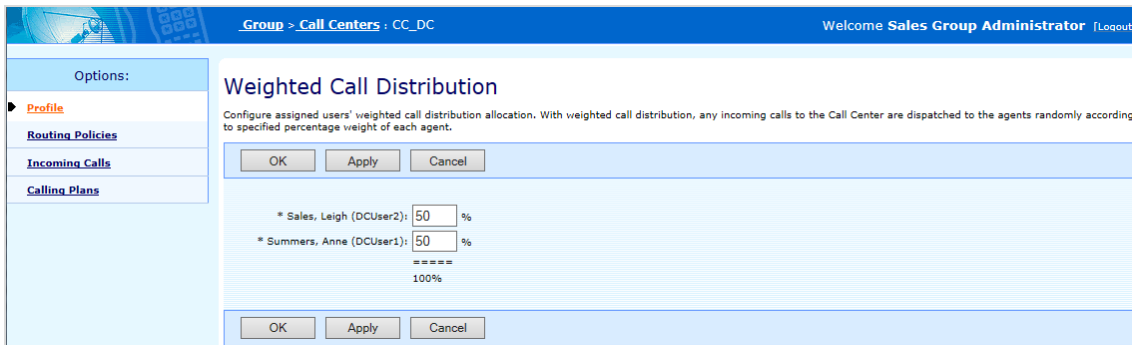 Group > Call Centers : CC_DC
Welcome Sales Group Administrator [Logout
Options:
Profile
Routing Policies
Incoming Calls
Calling Plans
Weighted Call Distribution
Configure assigned users' weighted call distribution allocation. With weighted call distribution, any incoming calls to the Call Center are dispatched to the agents randomly according
to specified percentage weight of each agent.
OK Apply Cancel
* Sales, Leigh (DCUser2): 50 %
* Summers, Anne (DCUser1): 50 %
=====
100%
OK Apply Cancel